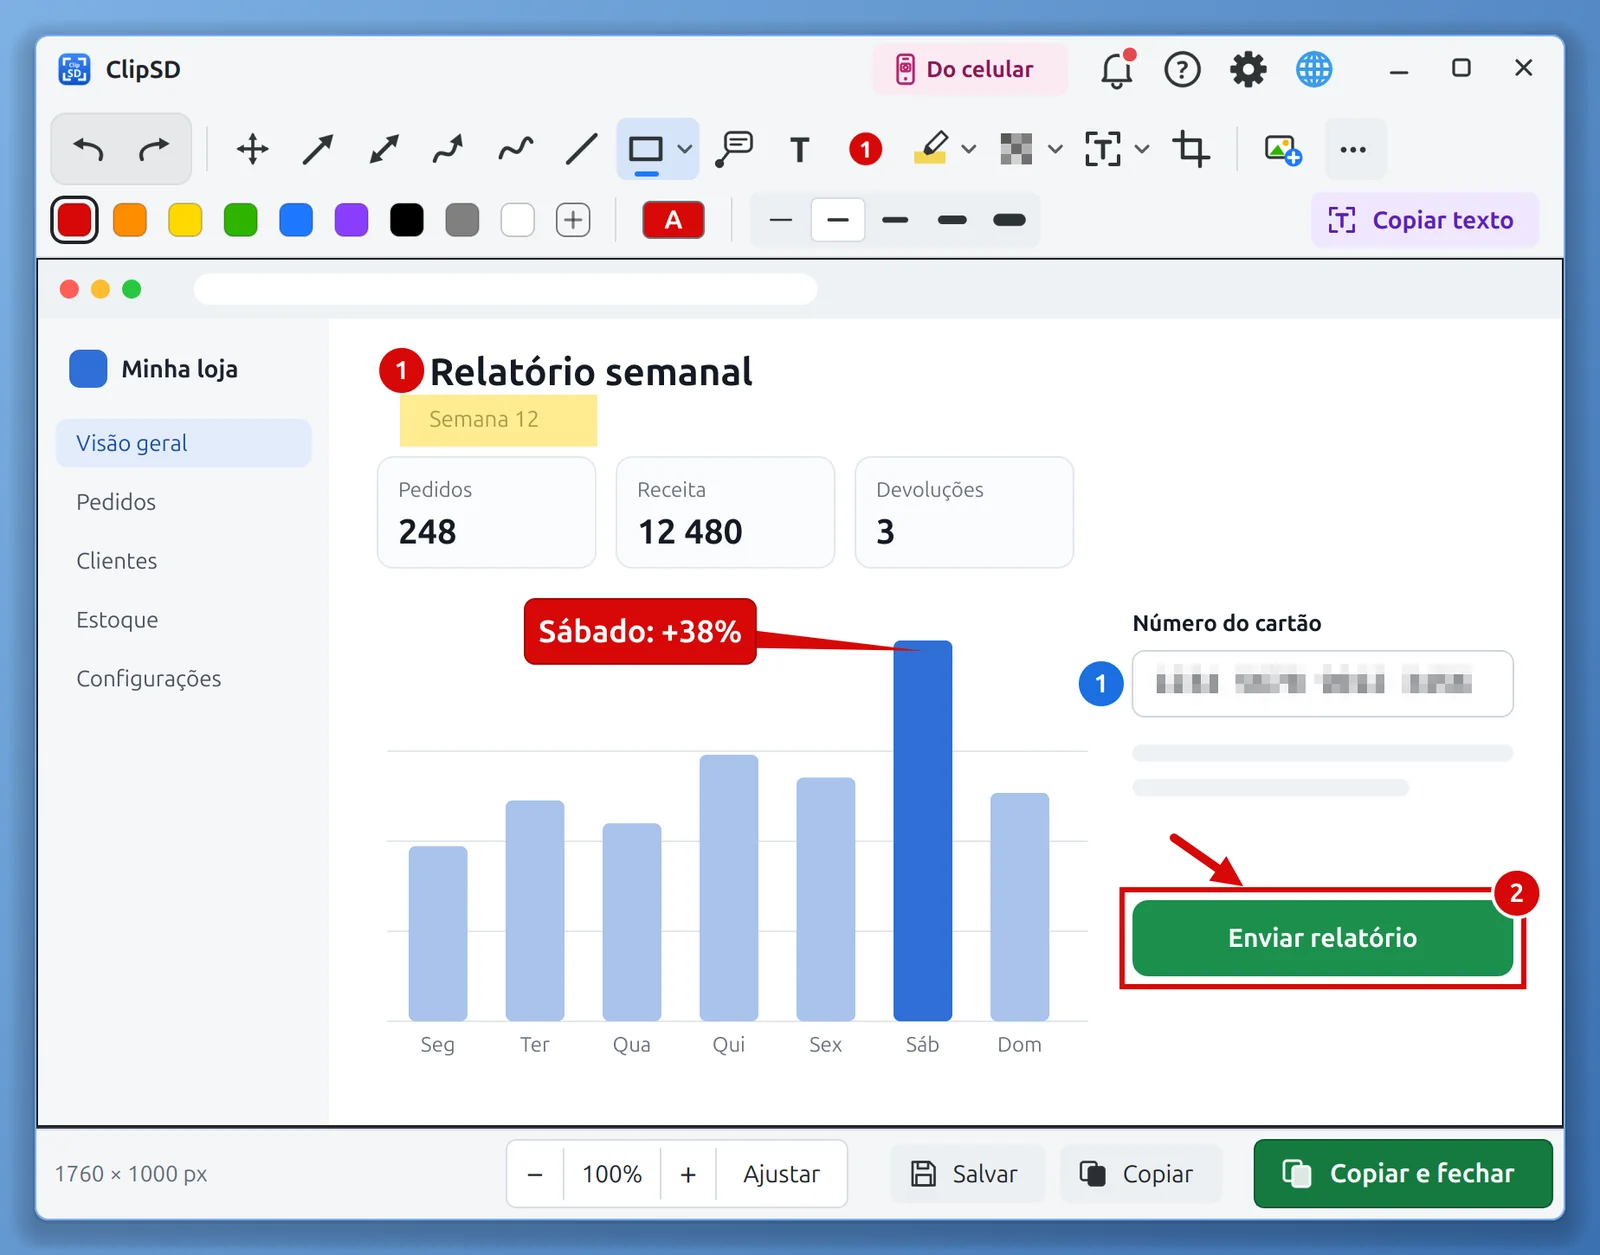 Clip
SD
ClipSD
Do celular
?
T
1
T
A
T
Copiar texto
Minha loja
Visão geral
Pedidos
Clientes
Estoque
Configurações
1
Relatório semanal
Semana 12
Pedidos
248
Receita
12 480
Devoluções
3
Sábado: +38%
Seg
Ter
Qua
Qui
Sex
Sáb
Dom
Número do cartão
1
2
Enviar relatório
1760 × 1000 px
− 100% + Ajustar
Salvar
Copiar
Copiar e fechar